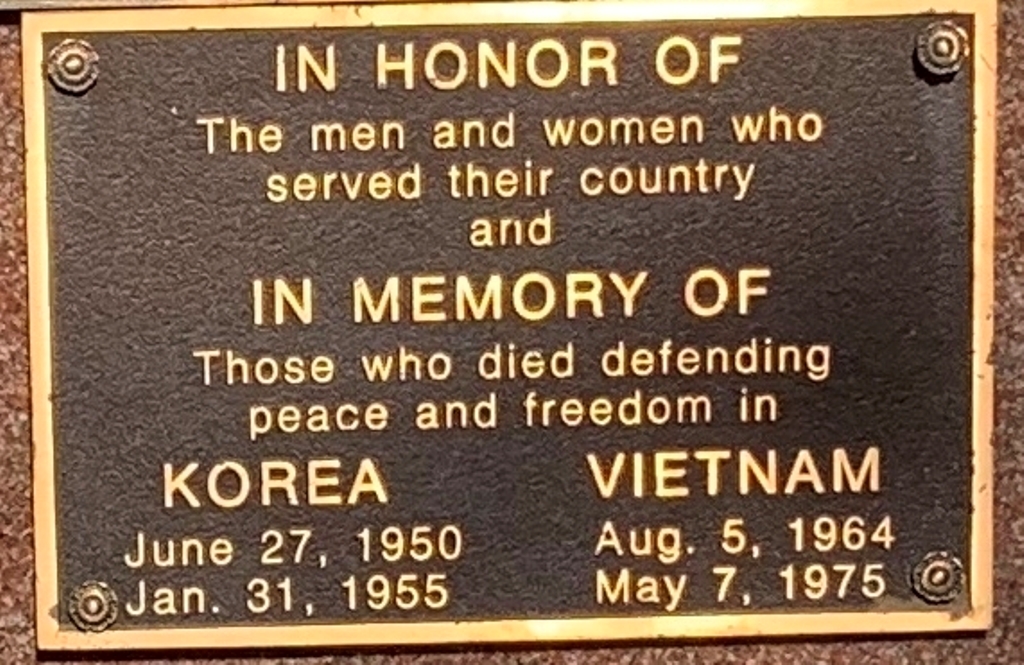 IN HONOR OF
The men and women who
served their country
and
IN MEMORY OF
Those who died defending
peace and freedom in
KOREA VIETNAM
June 27, 1950 Aug. 5, 1964
Jan. 31, 1955 May 7, 1975